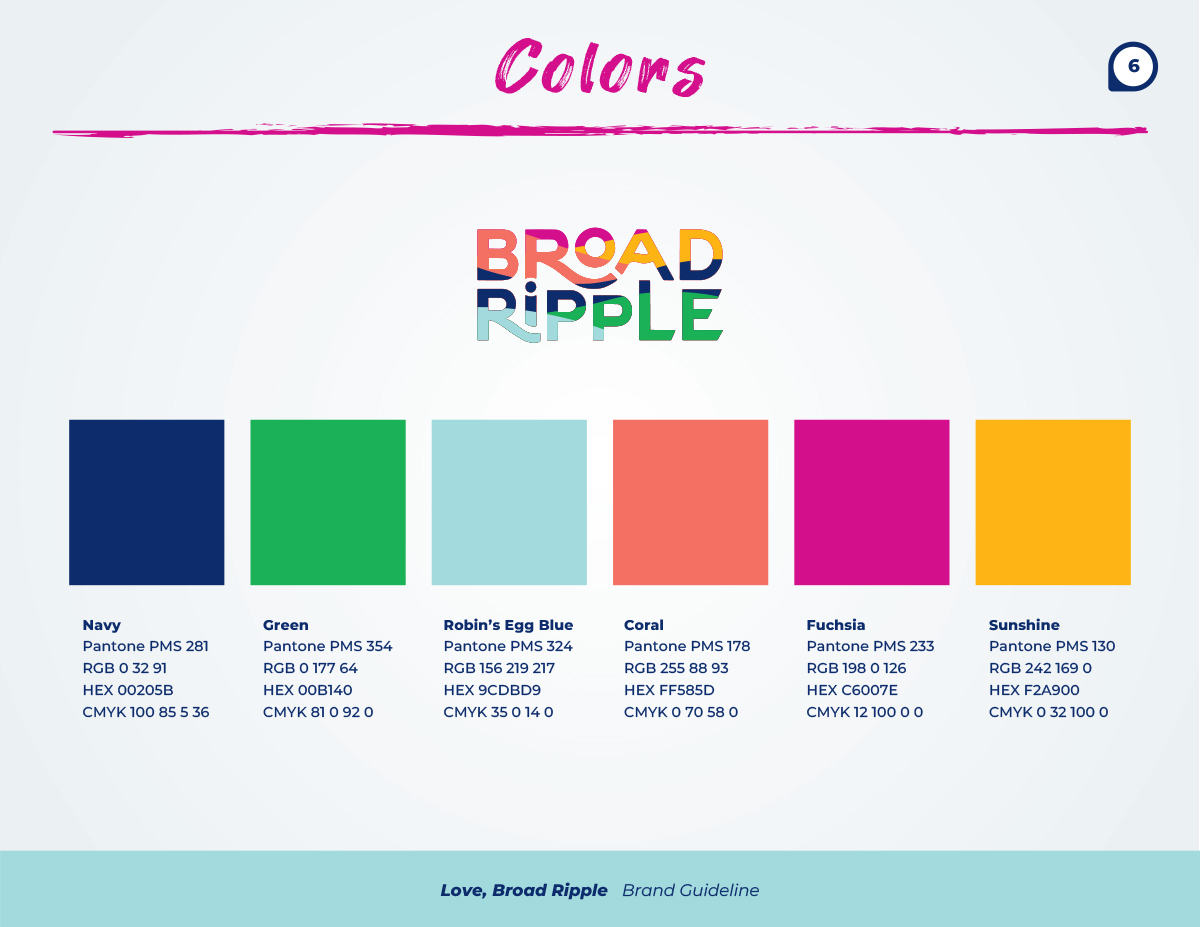 Colors
6
BROAD
RiPPLE
Navy
Pantone PMS 281
RGB 0 32 91
HEX 00205B
CMYK 100 85 5 36
Green
Pantone PMS 354
RGB 0 177 64
HEX 00B140
CMYK 81 0 92 0
Robin’s Egg Blue
Pantone PMS 324
RGB 156 219 217
HEX 9CDBD9
CMYK 35 0 14 0
Coral
Pantone PMS 178
RGB 255 88 93
HEX FF585D
CMYK 0 70 58 0
Fuchsia
Pantone PMS 233
RGB 198 0 126
HEX C6007E
CMYK 12 100 0 0
Sunshine
Pantone PMS 130
RGB 242 169 0
HEX F2A900
CMYK 0 32 100 0
Love, Broad Ripple Brand Guideline